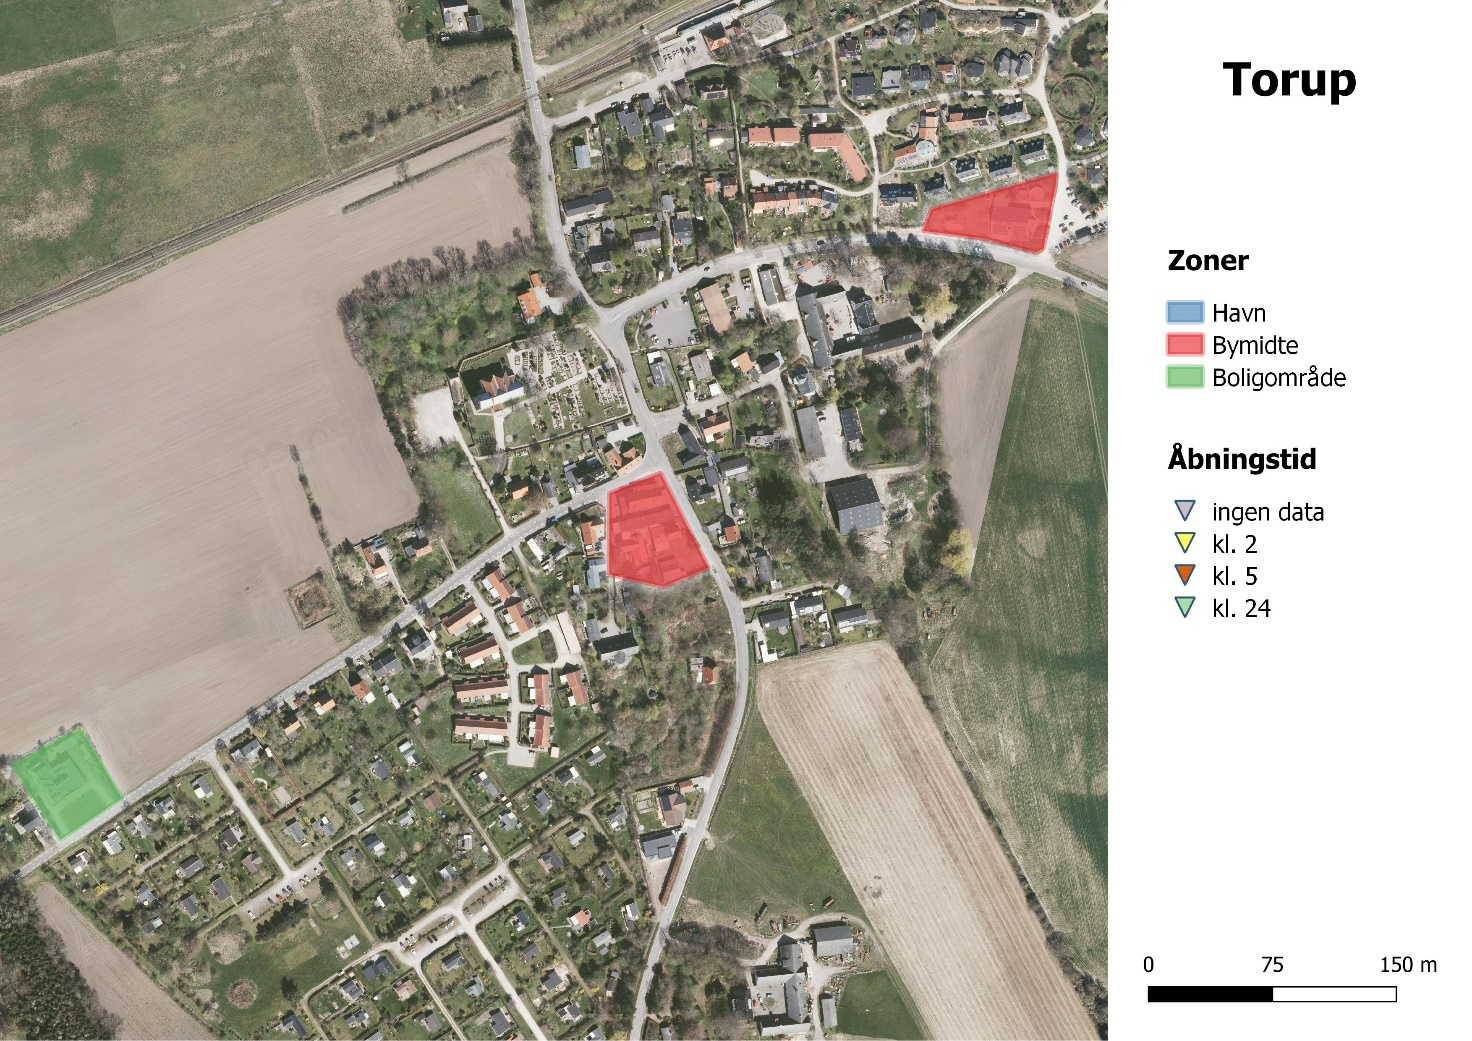 Torup
Zoner
Havn
Bymidte
Boligområde
Åbningstid
ingen data
kl. 2
kl. 5
kl. 24
0 75 150 m